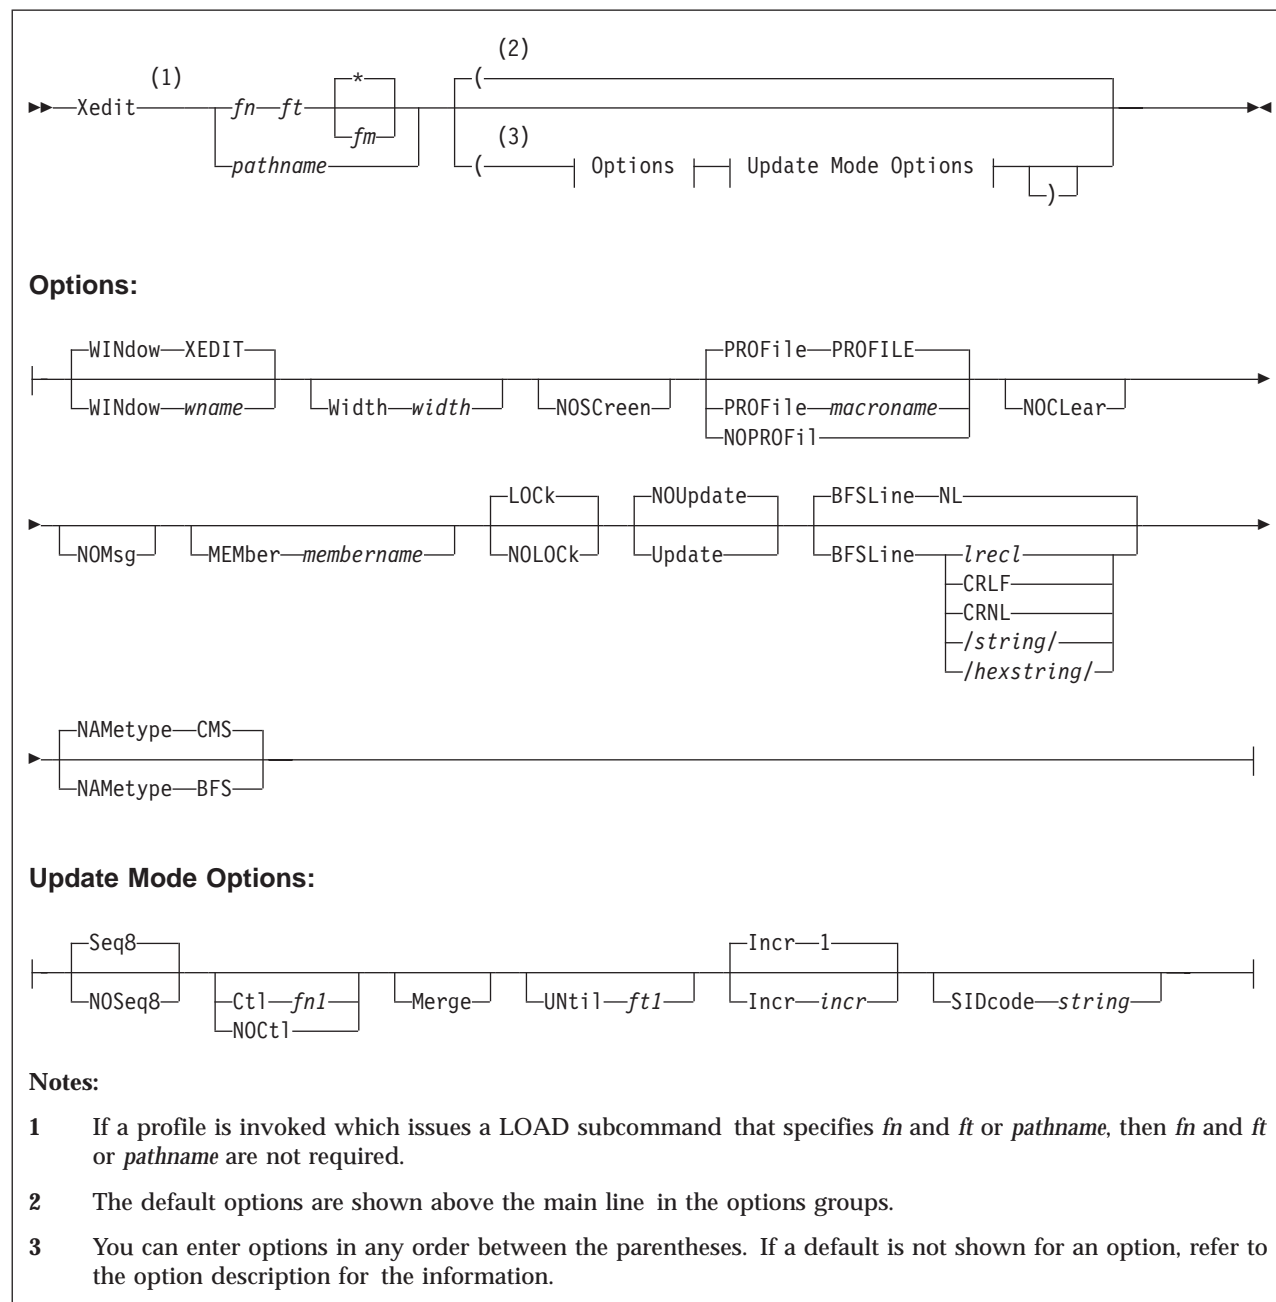 (2)
(1) * (
Xedit fn ft
fm (3)
pathname ( Options Update Mode Options
)
Options:
WINdow XEDIT PROFile PROFILE
WINdow wname Width width NOSCreen PROFile macroname NOCLear
NOPROFil
LOCk NOUpdate BFSLine NL
NOMsg MEMber membername NOLOCk Update BFSLine lrecl
CRLF
CRNL
/string/
/hexstring/
NAMetype CMS
NAMetype BFS
Update Mode Options:
Seq8 Incr 1
NOSeq8 Ctl fn1 Merge UNtil ft1 Incr incr SIDcode string
NOCtl
Notes:
1 If a profile is invoked which issues a LOAD subcommand that specifies fn and ft or pathname, then fn and ft
or pathname are not required.
2 The default options are shown above the main line in the options groups.
3 You can enter options in any order between the parentheses. If a default is not shown for an option, refer to
the option description for the information.